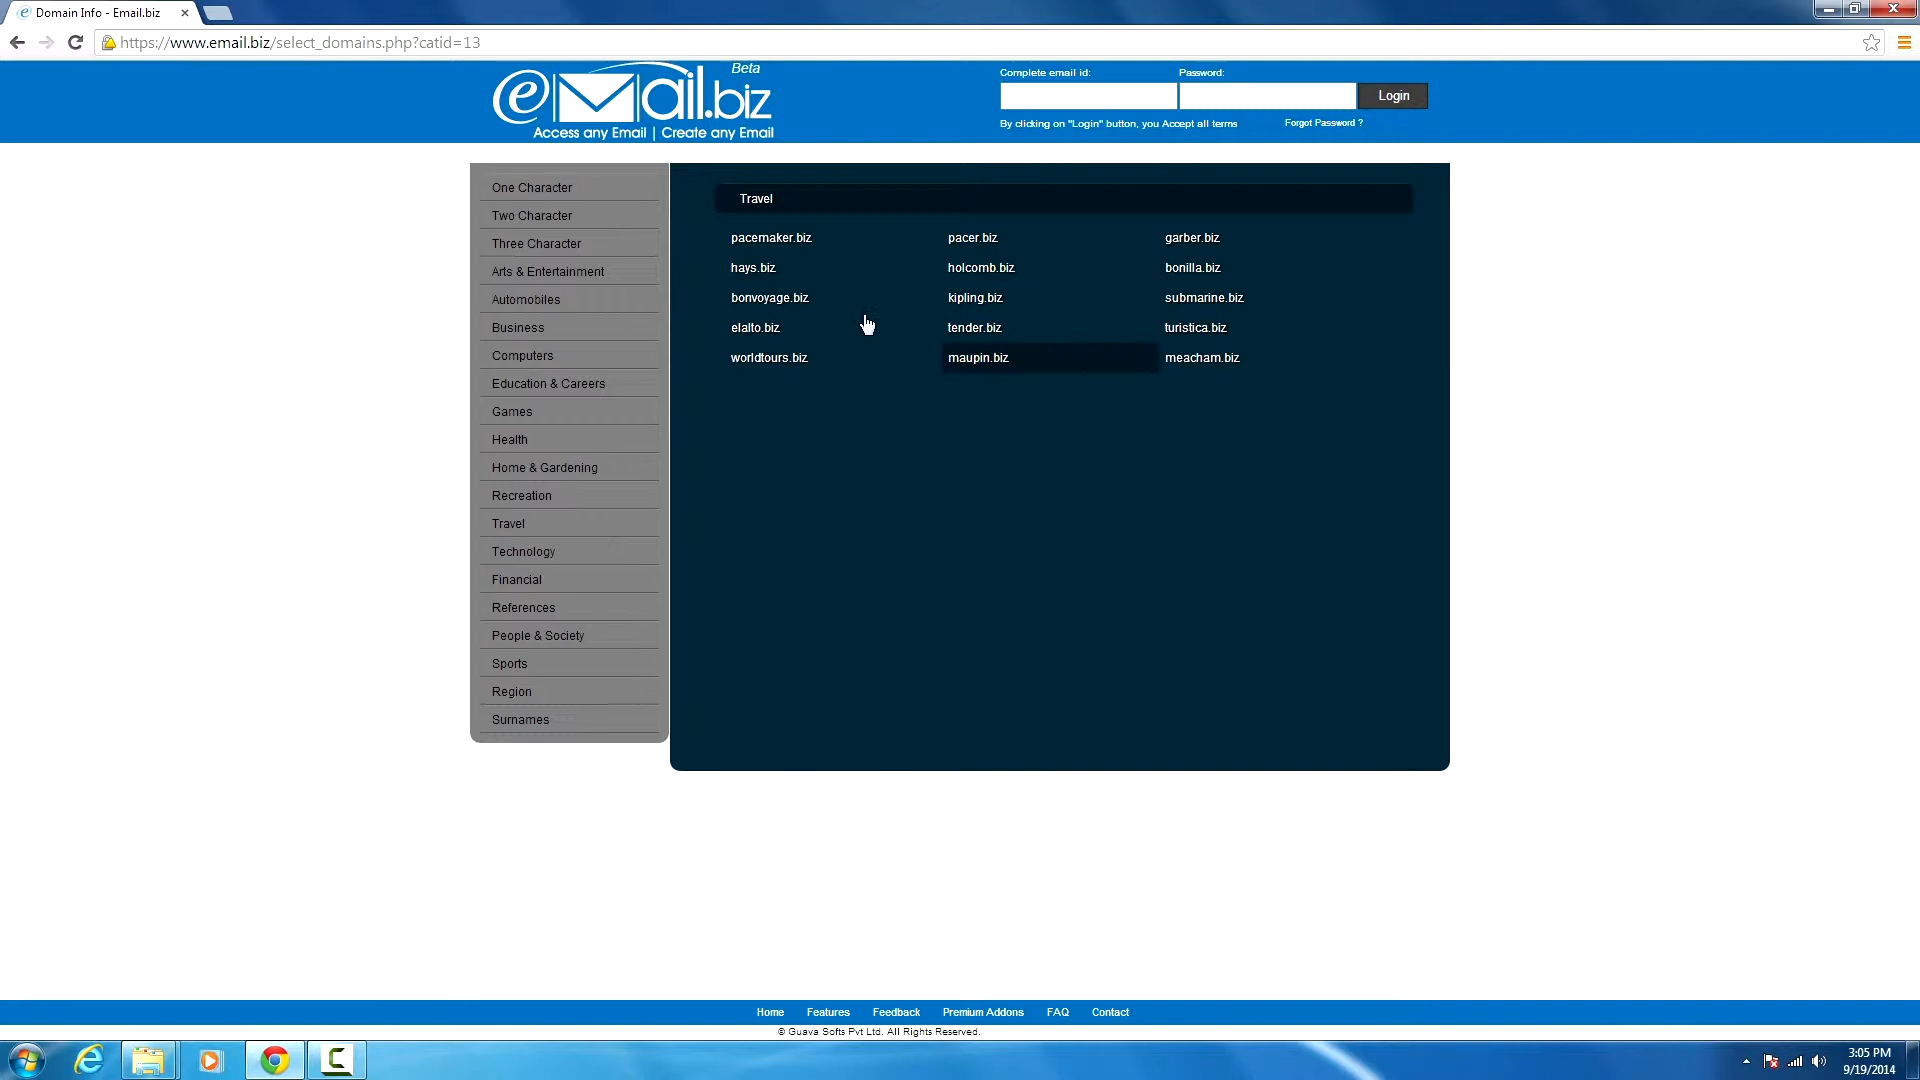 Domain Info - Email.biz
https://www.email.biz/select_domains.php?catid=13
email.biz Beta
Access any Email | Create any Email
Complete email id: Password:
Login
By clicking on "Login" button, you Accept all terms Forgot Password ?
One Character
Two Character
Three Character
Arts & Entertainment
Automobiles
Business
Computers
Education & Careers
Games
Health
Home & Gardening
Recreation
Travel
Technology
Financial
References
People & Society
Sports
Region
Surnames
Travel
pacemaker.biz pacer.biz garber.biz
hays.biz holcomb.biz bonilla.biz
bonvoyage.biz kipling.biz submarine.biz
elalto.biz tender.biz turistica.biz
worldtours.biz maupin.biz meacham.biz
Home Features Feedback Premium Addons FAQ Contact
© Guava Softs Pvt Ltd. All Rights Reserved.
3:05 PM
9/19/2014